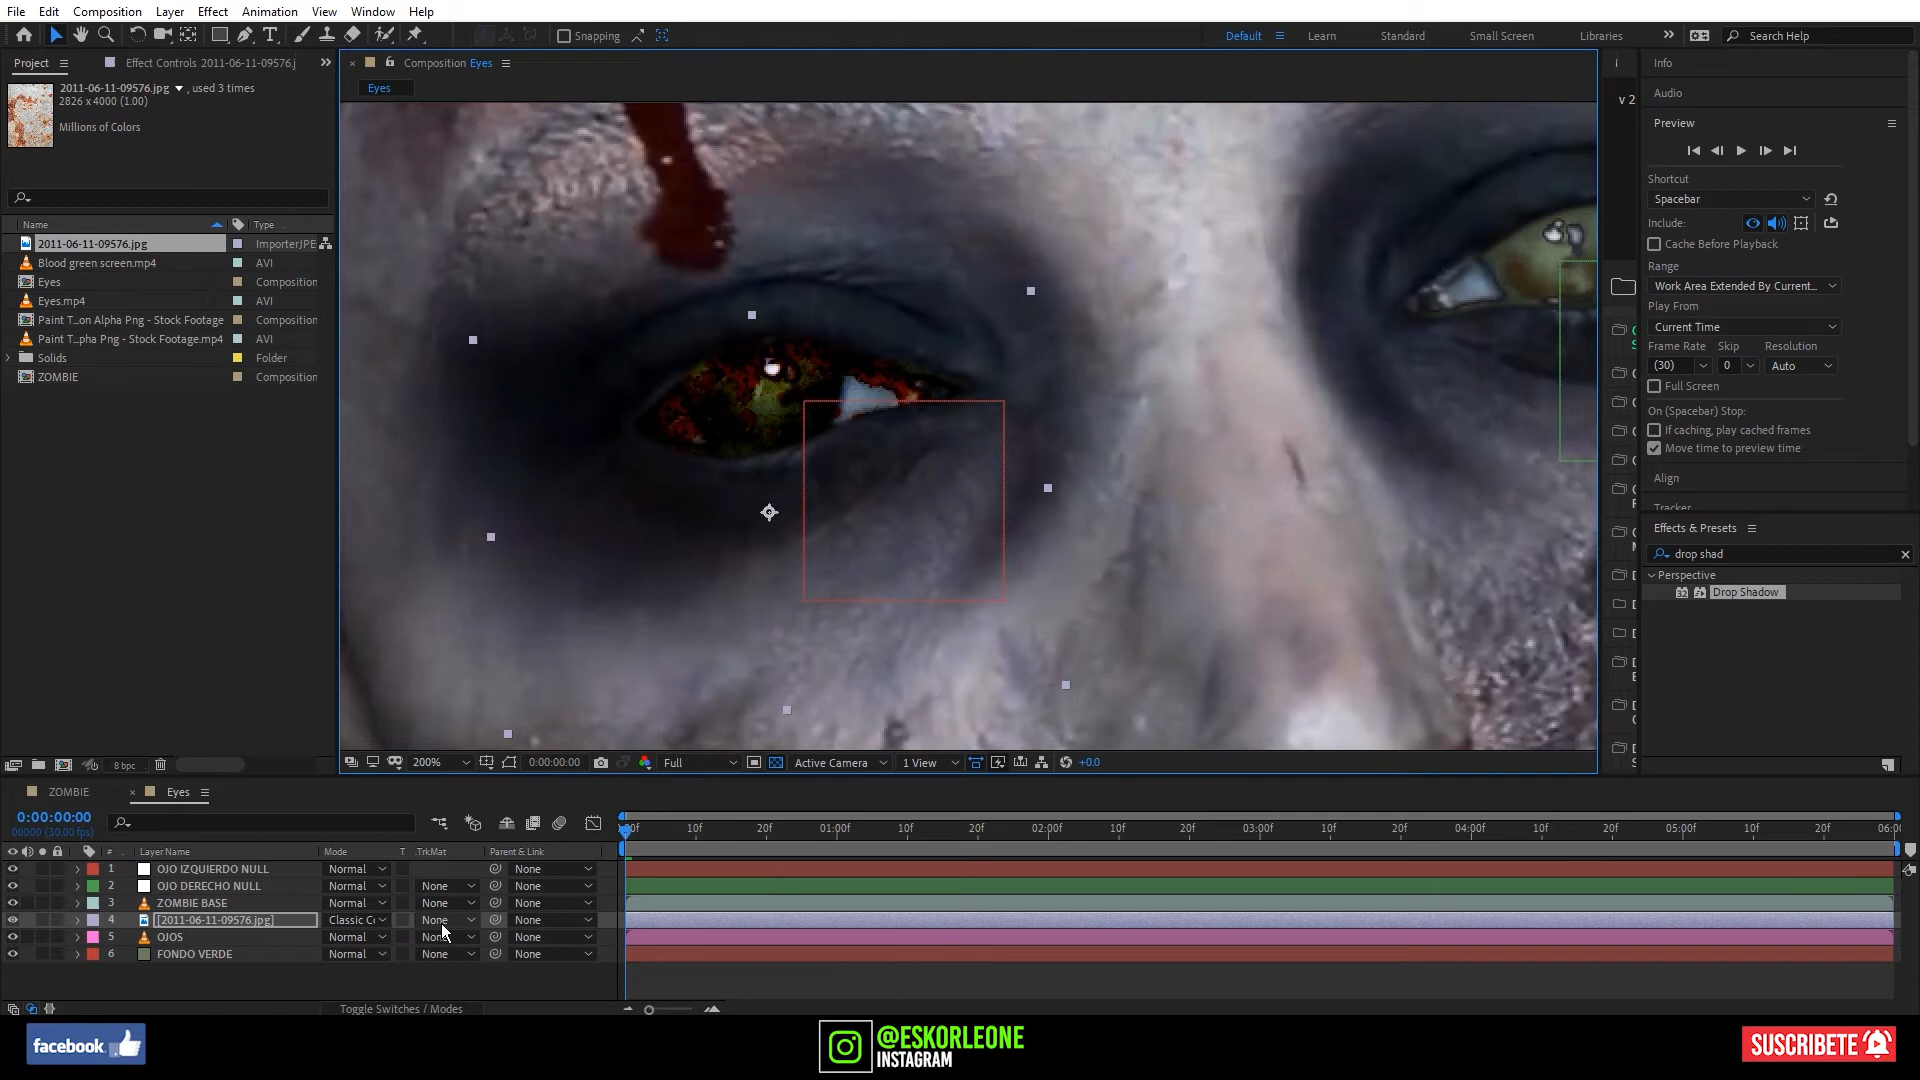 File Edit Composition Layer Effect Animation View Window Help
Snapping
Default Learn Standard Small Screen Libraries
Search Help
Project Effect Controls 2011-06-11-09576.j
Composition Eyes
Eyes
2011-06-11-09576.jpg , used 3 times
2826 x 4000 (1.00)
Millions of Colors
Name Type
2011-06-11-09576.jpg ImporterJPE
Blood green screen.mp4 AVI
Eyes Composition
Eyes.mp4 AVI
Paint T...on Alpha Png - Stock Footage Composition
Paint T...pha Png - Stock Footage.mp4 AVI
Solids Folder
ZOMBIE Composition
8 bpc
200% 0:00:00:00 Full Active Camera 1 View +0.0
v 2
Info
Audio
Preview
Shortcut
Spacebar
Include:
Cache Before Playback
Range
Work Area Extended By Current...
Play From
Current Time
Frame Rate Skip Resolution
(30) 0 Auto
Full Screen
On (Spacebar) Stop:
If caching, play cached frames
Move time to preview time
Align
Tracker
Effects & Presets
drop shad
Perspective
32 Drop Shadow
ZOMBIE Eyes
0:00:00:00
00000 (30.00 fps)
# Layer Name Mode T .TrkMat Parent & Link
10f 20f 01:00f 10f 20f 02:00f 10f 20f 03:00f 10f 20f 04:00f 10f 20f 05:00f 10f 20f 06:00
1 OJO IZQUIERDO NULL Normal None
2 OJO DERECHO NULL Normal None None
3 ZOMBIE BASE Normal None None
4 [2011-06-11-09576.jpg] Classic Co None None
5 OJOS Normal None None
6 FONDO VERDE Normal None None
Toggle Switches / Modes
facebook
@ESKORLEONE
INSTAGRAM
SUSCRIBETE